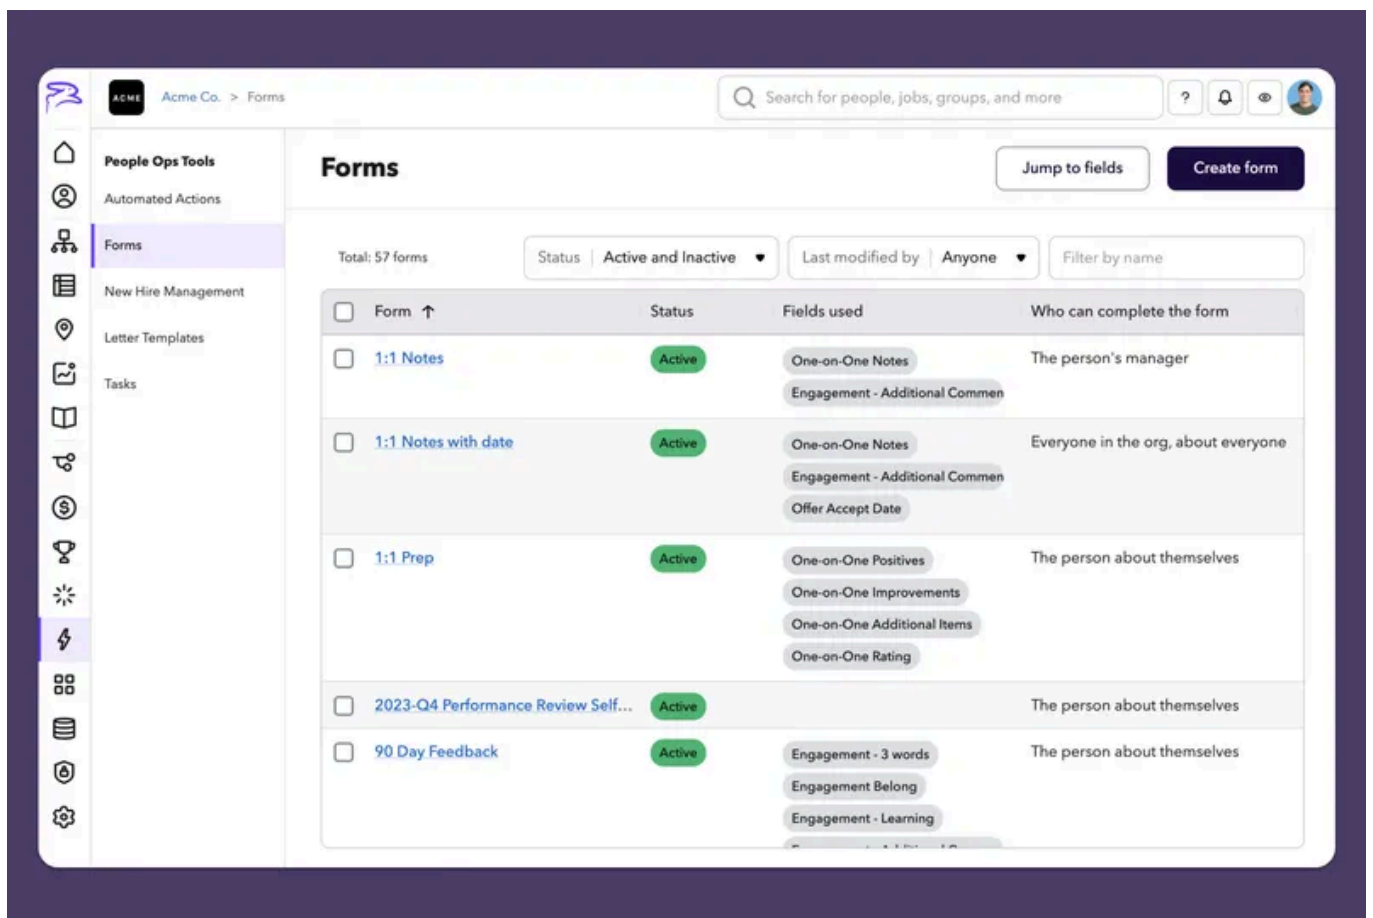 ACME
Acme Co. > Forms
Search for people, jobs, groups, and more
?
People Ops Tools
Automated Actions
Forms
New Hire Management
Letter Templates
Tasks
Forms
Jump to fields
Create form
Total: 57 forms
Status
Active and Inactive
Last modified by
Anyone
Filter by name
Form ↑ Status Fields used Who can complete the form
1:1 Notes Active One-on-One Notes The person's manager
Engagement - Additional Commen
1:1 Notes with date Active One-on-One Notes Everyone in the org, about everyone
Engagement - Additional Commen
Offer Accept Date
1:1 Prep Active One-on-One Positives The person about themselves
One-on-One Improvements
One-on-One Additional Items
One-on-One Rating
2023-Q4 Performance Review Self... Active The person about themselves
90 Day Feedback Active Engagement - 3 words The person about themselves
Engagement Belong
Engagement - Learning